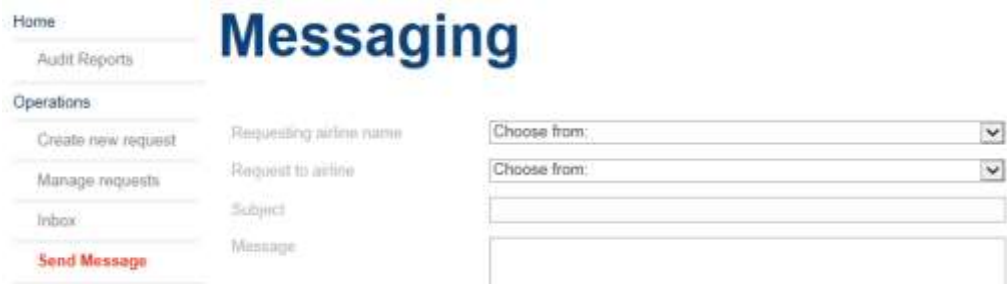 Home
Audit Reports
Operations
Create new request
Manage requests
Inbox
Send Message
Messaging
Requesting airline name
Choose from:
Request to airline
Choose from:
Subject
Message